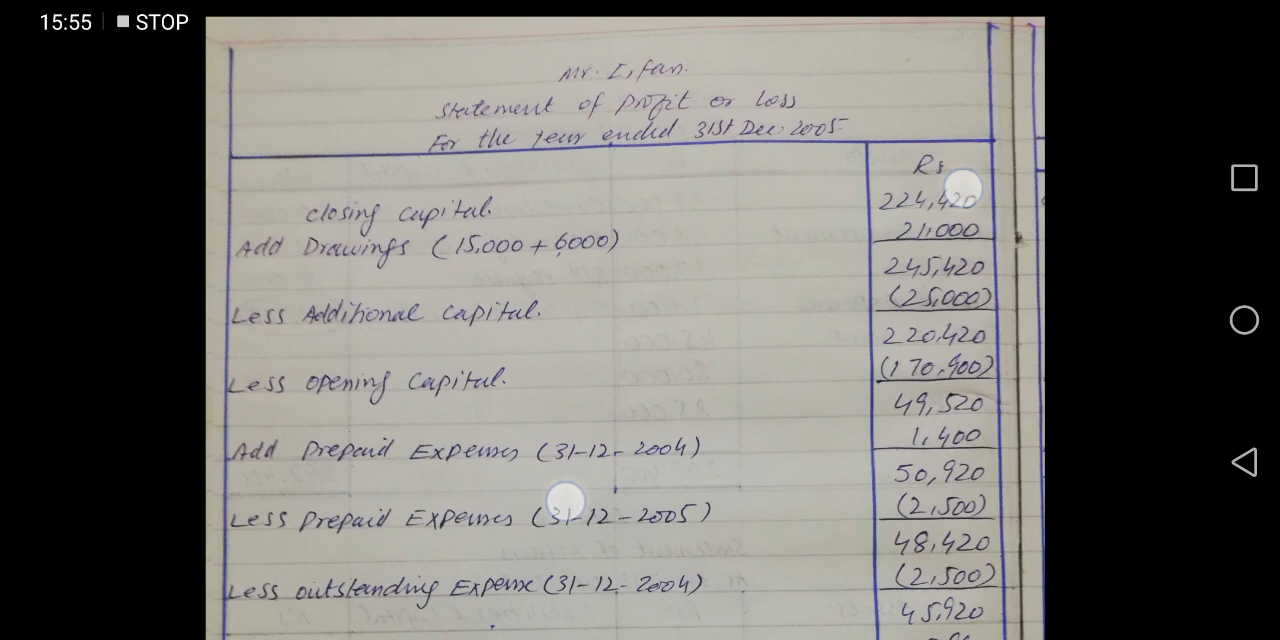 15:55 STOP
Mr. Irfan.
Statement of Profit or Loss
For the Year ended 31st Dec. 2005.
Rs
Closing capital. 224,420
Add Drawings (15,000 + 6000) 21,000
245,420
Less Additional capital. (25,000)
220,420
Less opening capital. (170,900)
49,520
Add Prepaid Expenses (31-12-2004) 1,400
50,920
Less Prepaid Expenses (31-12-2005) (2,500)
48,420
Less outstanding Expense (31-12-2004) (2,500)
45,920